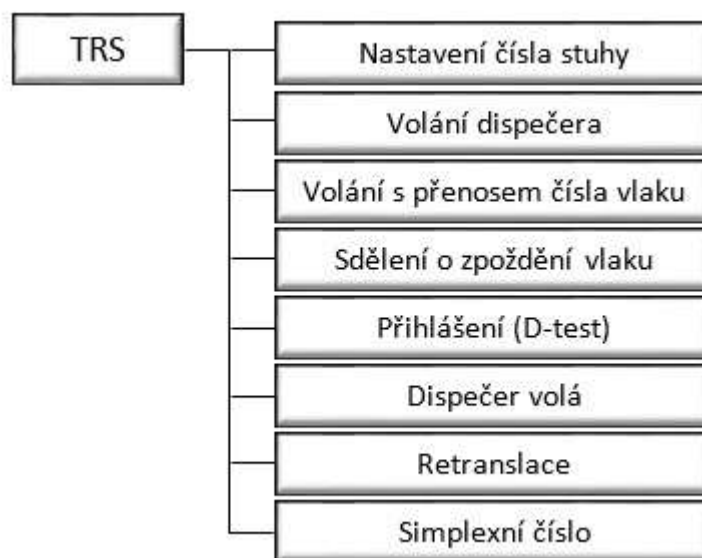 TRS
Nastavení čísla stuhy
Volání dispečera
Volání s přenosem čísla vlaku
Sdělení o zpoždění vlaku
Přihlášení (D-test)
Dispečer volá
Retranslace
Simplexní číslo